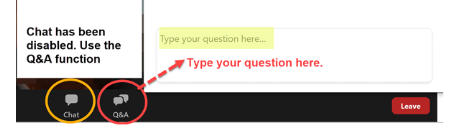 Chat has been
disabled. Use the
Q&A function
Type your question here...
Type your question here.
Chat
Q&A
Leave